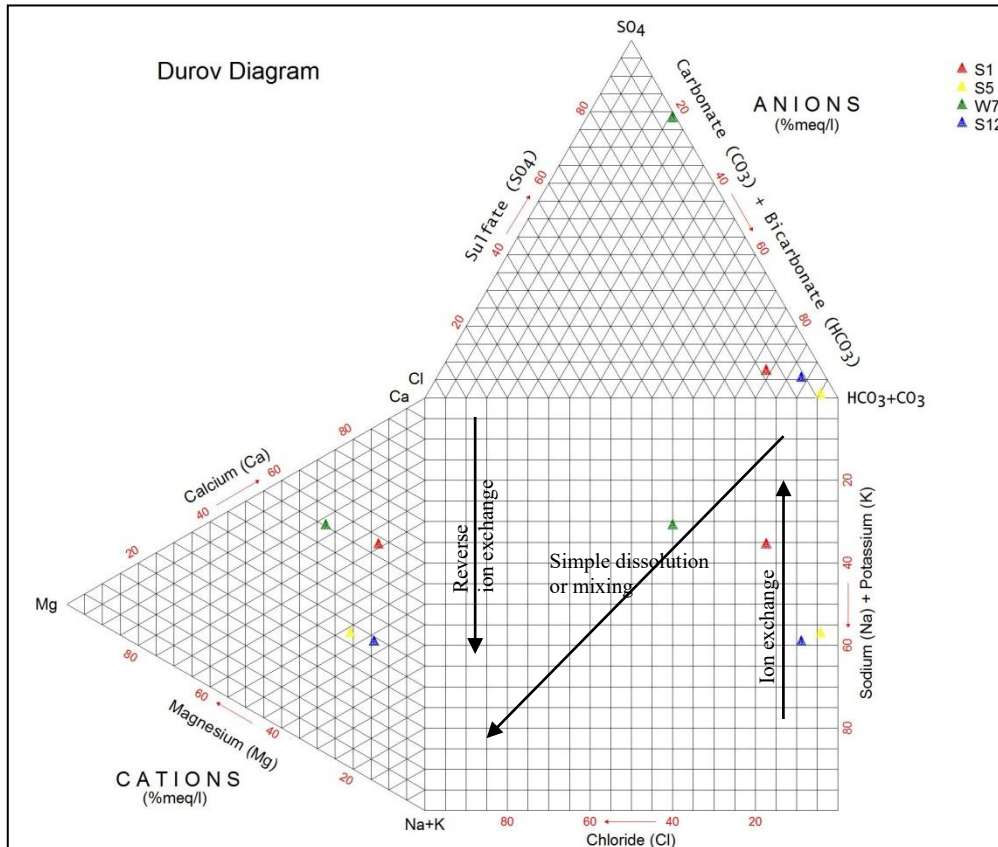 SO4
Durov Diagram
ANIONS
(%meq/l)
S1
S5
W7
S12
Sulfate (SO4)
80
60
40
20
Carbonate (CO3) + Bicarbonate (HCO3)
20
40
60
80
Cl
HCO3+CO3
Ca
Calcium (Ca)
80
60
40
20
Mg
Magnesium (Mg)
80
60
40
20
CATIONS
(%meq/l)
Na+K
Reverse
ion exchange
Simple dissolution
or mixing
Ion exchange
20
40
60
80
Sodium (Na) + Potassium (K)
80
60
40
20
Chloride (Cl)